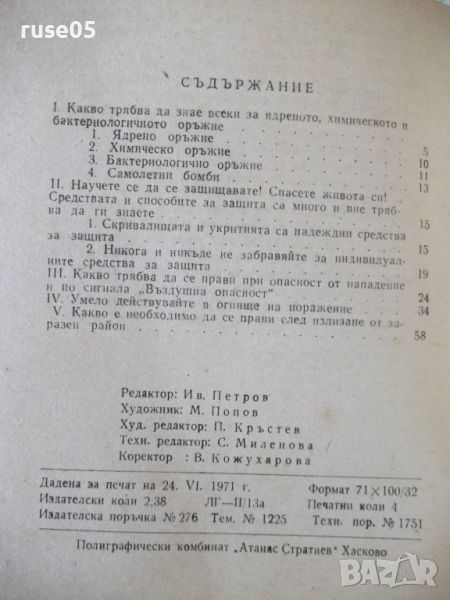 ruse05
СЪДЪРЖАНИЕ
I. Какво трябва да знае всеки за ядреното, химическото и
бактериологичното оръжие
1. Ядрено оръжие 5
2. Химическо оръжие 10
3. Бактериологично оръжие 11
4. Самолетни бомби 13
II. Научете се да се защищавате! Спасете живота си!
Средствата и способите за защита са много и вие тряб-
ва да ги знаете 15
1. Скривалищата и укритията са надеждни средства
за защита 15
2. Никога и никъде не забравяйте за индивидуал-
ните средства за защита 19
III. Какво трябва да се прави при опасност от нападение
и по сигнала „Въздушна опасност" 24
IV. Умело действувайте в огнище на поражение 34
V. Какво е необходимо да се прави след излизане от за-
разен район 58
Редактор: Ив. Петров
Художник: М. Попов
Худ. редактор: П. Кръстев
Техн. редактор: С. Миленова
Коректор: В. Кожухарова
Дадена за печат на 24. VI. 1971 г. Формат 71×100/32
Издателски коли 2,38 ЛГ—II/13а Печатни коли 4
Издателска поръчка № 276 Тем. № 1225 Техн. пор. № 1751
Полиграфически комбинат „Атанас Стратиев" Хасково
BAZAR.bg